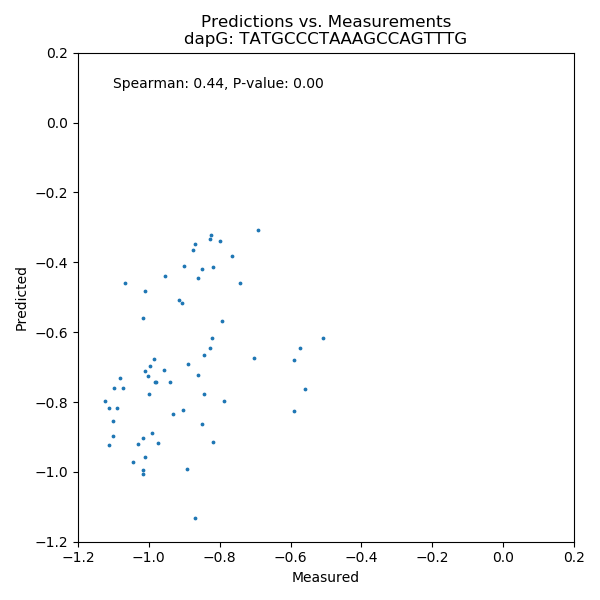 Predictions vs. Measurements
dapG: TATGCCCTAAAGCCAGTTTG
Spearman: 0.44, P-value: 0.00
0.2
0.0
−0.2
−0.4
−0.6
−0.8
−1.0
−1.2
Predicted
−1.2 −1.0 −0.8 −0.6 −0.4 −0.2 0.0 0.2
Measured